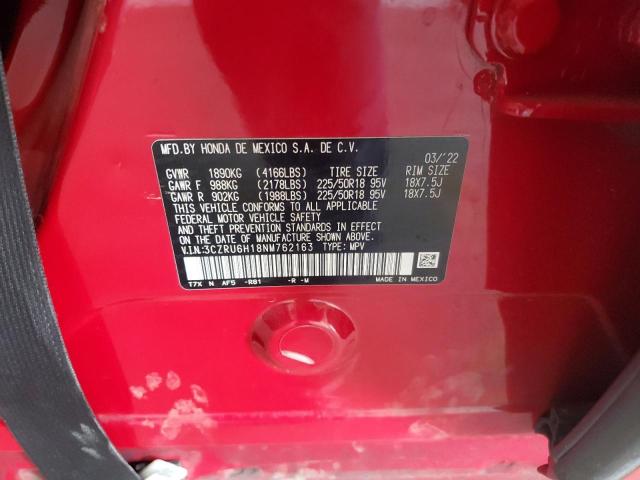 MFD.BY HONDA DE MEXICO S.A. DE C.V.
03/'22
GVWR 1890KG (4166LBS) TIRE SIZE RIM SIZE
GAWR F 988KG (2178LBS) 225/50R18 95V 18X7.5J
GAWR R 902KG (1988LBS) 225/50R18 95V 18X7.5J
THIS VEHICLE CONFORMS TO ALL APPLICABLE
FEDERAL MOTOR VEHICLE SAFETY
AND THEFT PREVENTION STANDARDS IN EFFECT
ON THE DATE OF MANUFACTURE SHOWN ABOVE.
V.I.N.:3CZRU6H18NM762163 TYPE: MPV
T7X N AF5 -R81 -R -M MADE IN MEXICO